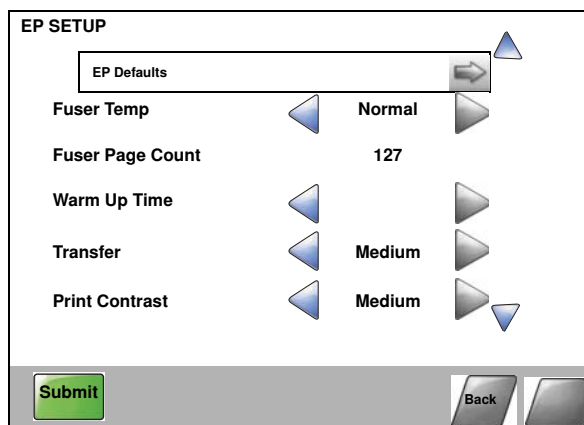 EP SETUP
EP Defaults
Fuser Temp Normal
Fuser Page Count 127
Warm Up Time
Transfer Medium
Print Contrast Medium
Submit
Back